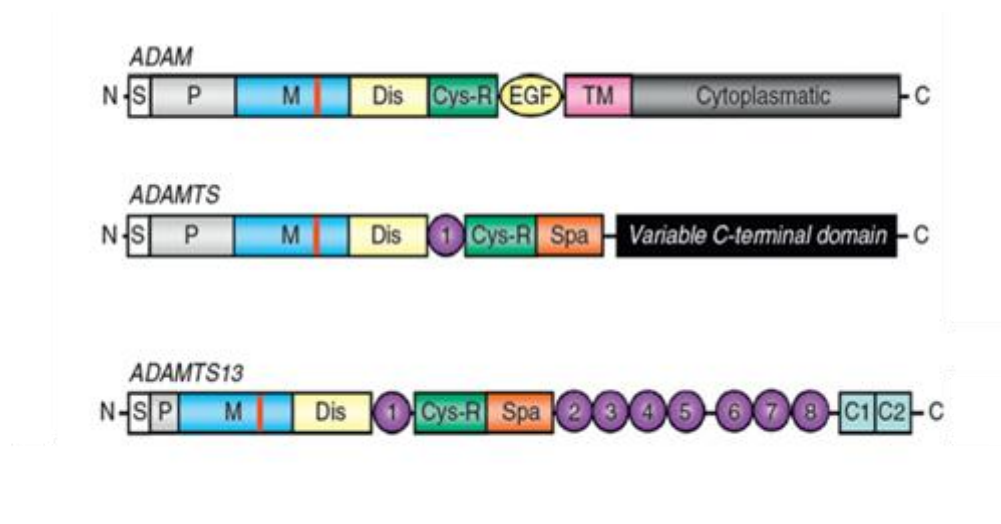 ADAM
N S P M Dis Cys-R EGF TM Cytoplasmatic C
ADAMTS
N S P M Dis 1 Cys-R Spa Variable C-terminal domain C
ADAMTS13
N S P M Dis 1 Cys-R Spa 2 3 4 5 6 7 8 C1 C2 C